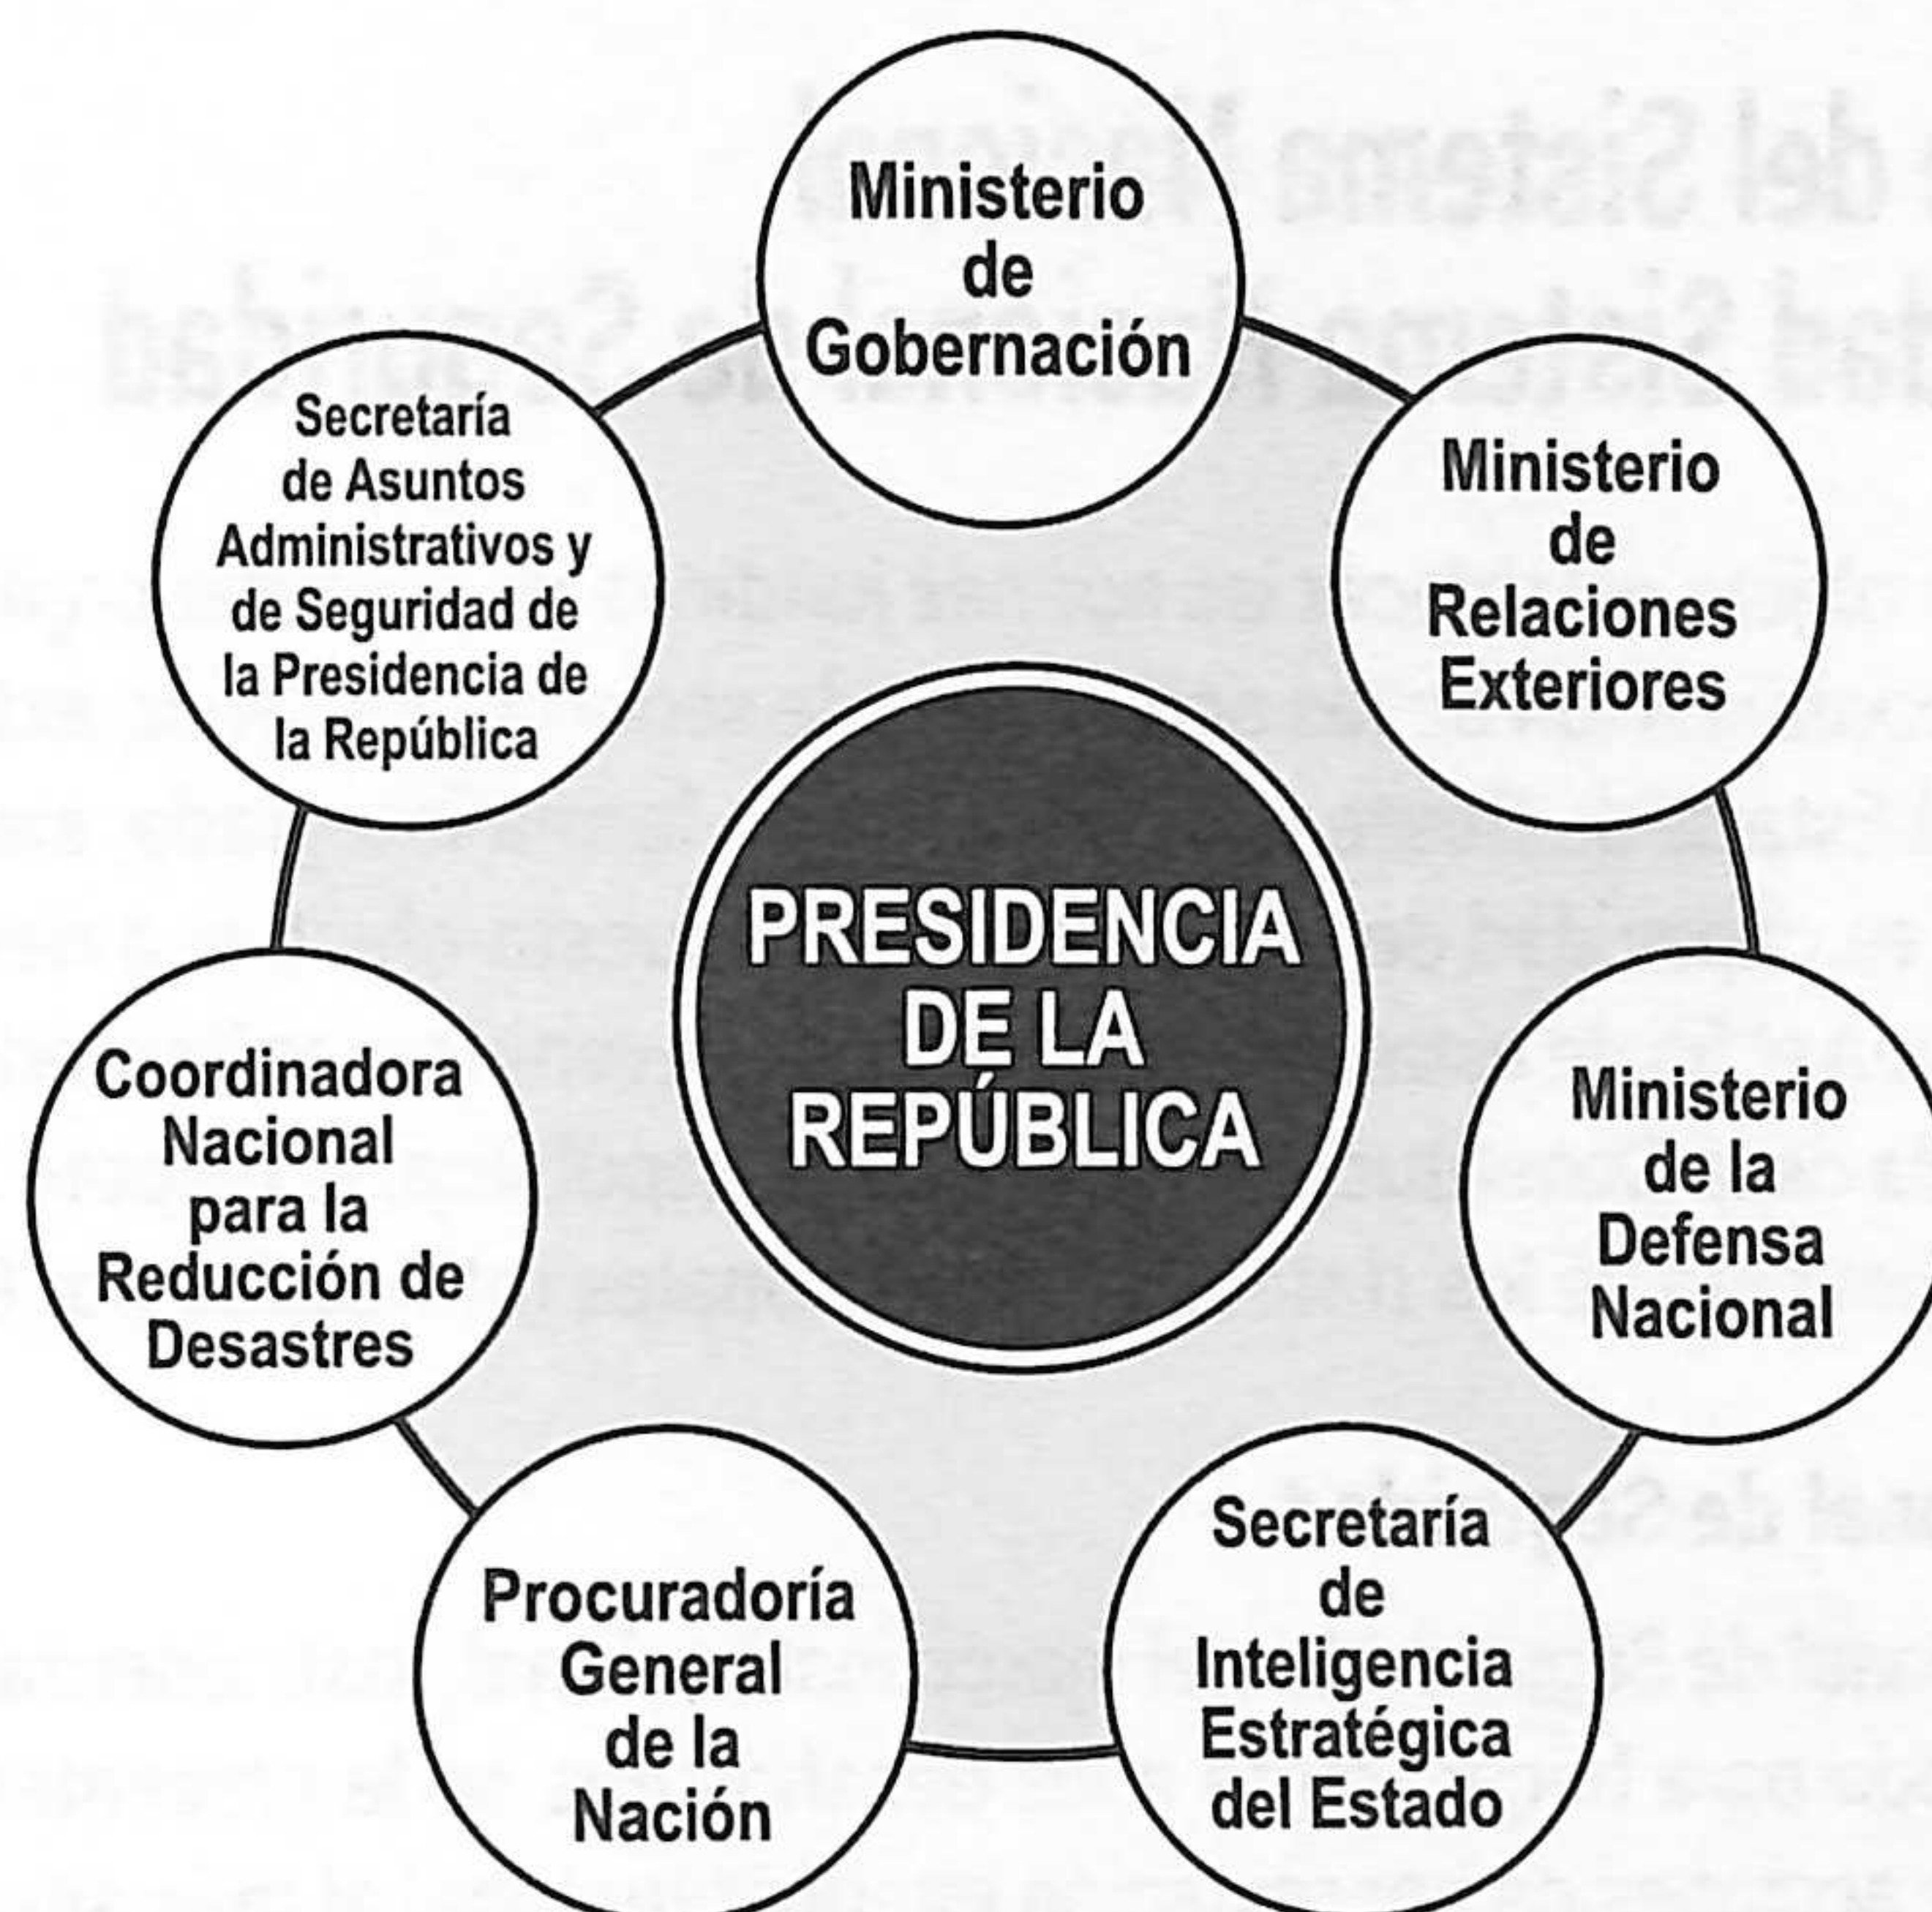 Ministerio
de
Gobernación
Ministerio
de
Relaciones
Exteriores
Ministerio
de la
Defensa
Nacional
Secretaría
de
Inteligencia
Estratégica
del Estado
Procuradoría
General
de la
Nación
Coordinadora
Nacional
para la
Reducción de
Desastres
Secretaría
de Asuntos
Administrativos y
de Seguridad de
la Presidencia de
la República
PRESIDENCIA
DE LA
REPÚBLICA